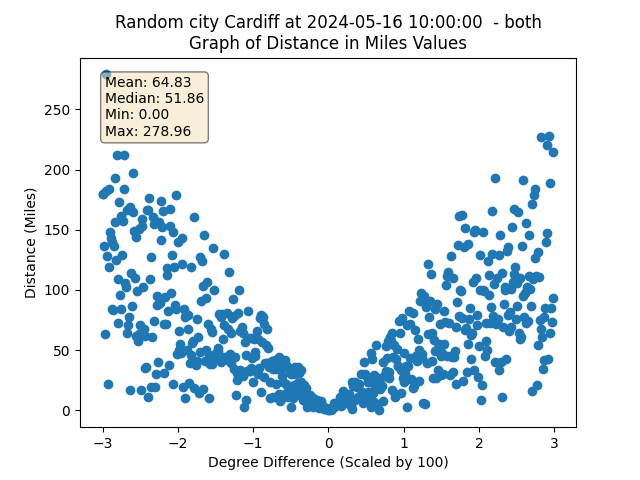 Random city Cardiff at 2024-05-16 10:00:00  - both
Graph of Distance in Miles Values
Mean: 64.83
Median: 51.86
Min: 0.00
Max: 278.96
250
200
150
100
50
0
Distance (Miles)
−3 −2 −1 0 1 2 3
Degree Difference (Scaled by 100)